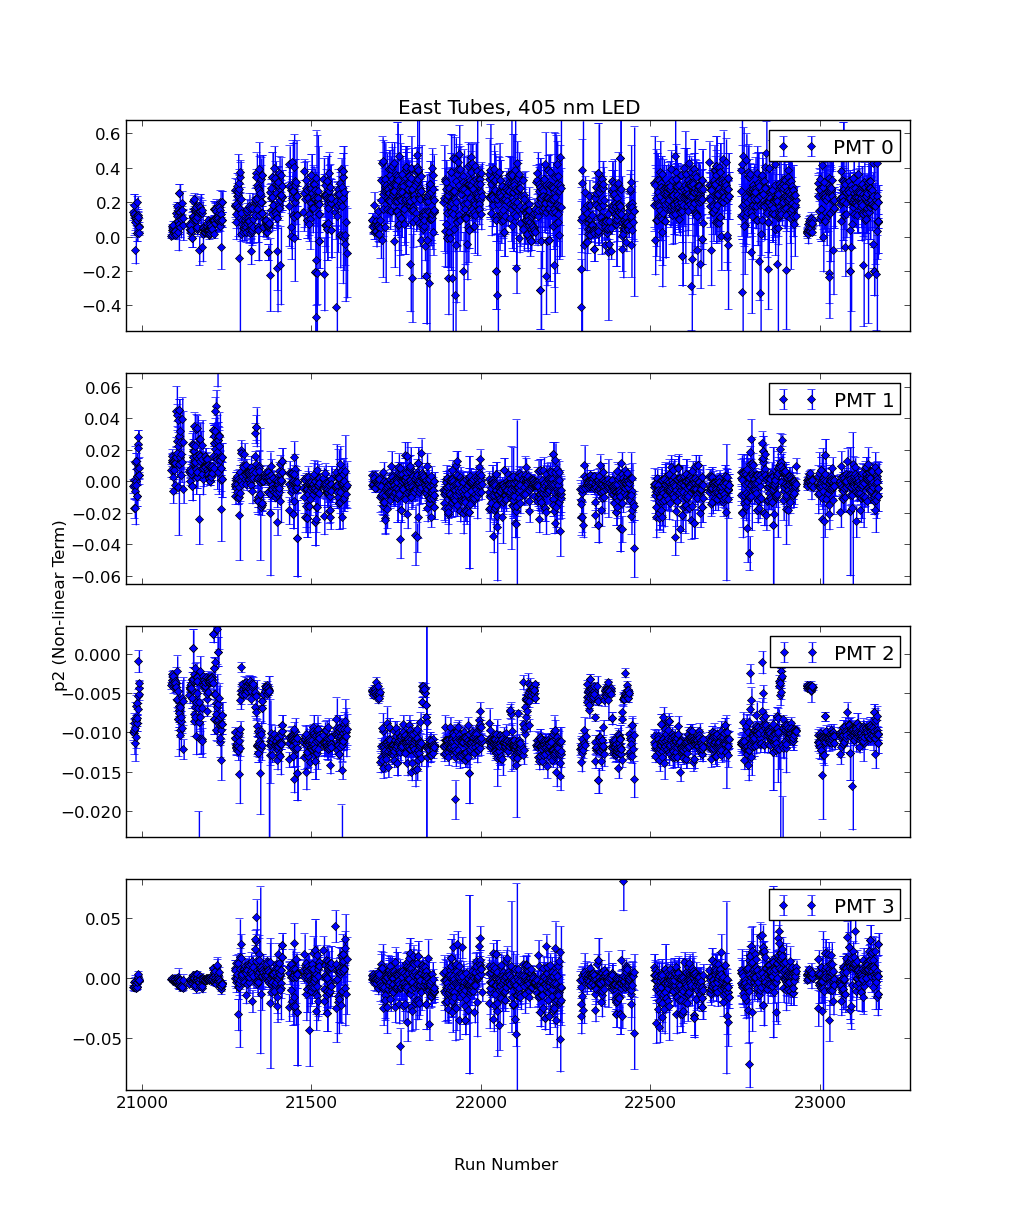 East Tubes, 405 nm LED
0.6
0.4
0.2
0.0
−0.2
−0.4
PMT 0
0.06
0.04
0.02
0.00
−0.02
−0.04
−0.06
PMT 1
p2 (Non-linear Term)
0.000
−0.005
−0.010
−0.015
−0.020
PMT 2
0.05
0.00
−0.05
PMT 3
21000 21500 22000 22500 23000
Run Number